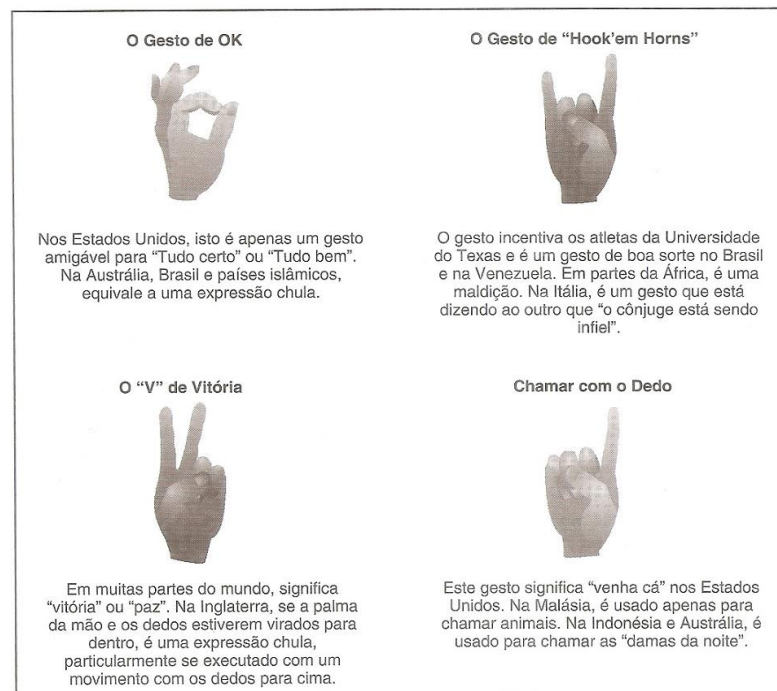 O Gesto de OK
Nos Estados Unidos, isto é apenas um gesto
amigável para “Tudo certo” ou “Tudo bem”.
Na Austrália, Brasil e países islâmicos,
equivale a uma expressão chula.
O Gesto de “Hook’em Horns”
O gesto incentiva os atletas da Universidade
do Texas e é um gesto de boa sorte no Brasil
e na Venezuela. Em partes da África, é uma
maldição. Na Itália, é um gesto que está
dizendo ao outro que “o cônjuge está sendo
infiel”.
O “V” de Vitória
Em muitas partes do mundo, significa
“vitória” ou “paz”. Na Inglaterra, se a palma
da mão e os dedos estiverem virados para
dentro, é uma expressão chula,
particularmente se executado com um
movimento com os dedos para cima.
Chamar com o Dedo
Este gesto significa “venha cá” nos Estados
Unidos. Na Malásia, é usado apenas para
chamar animais. Na Indonésia e Austrália, é
usado para chamar as “damas da noite”.